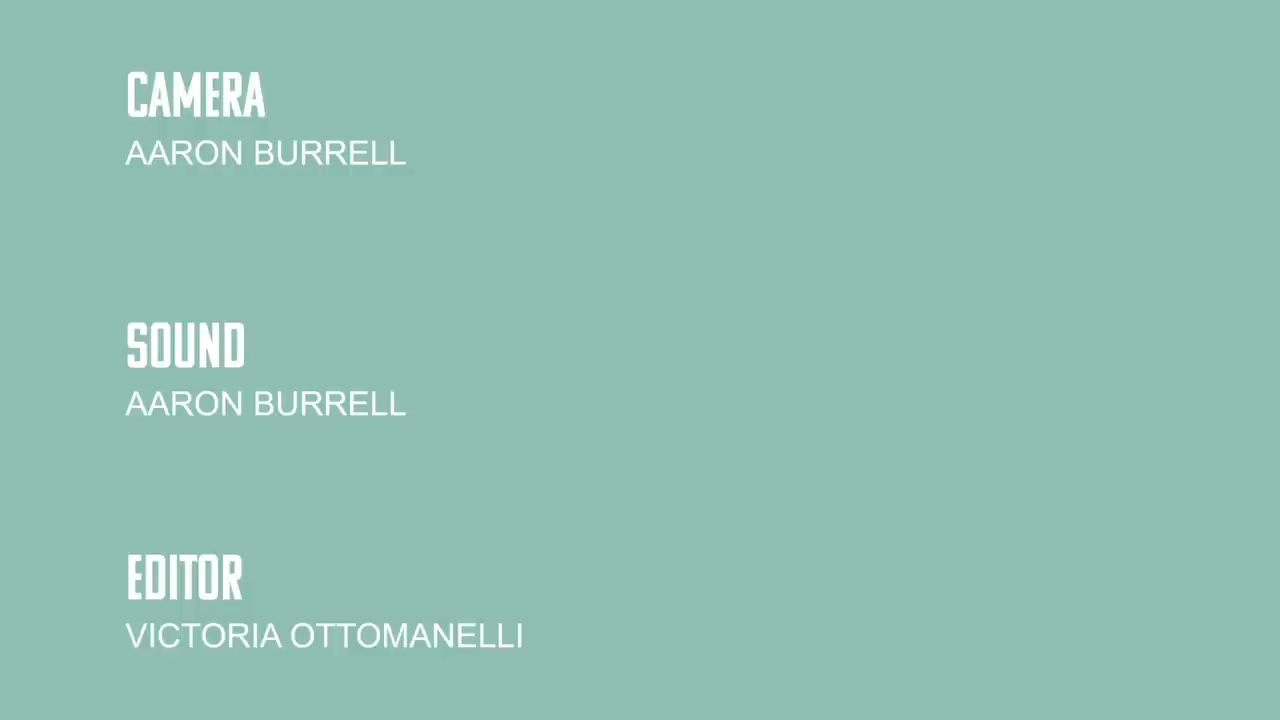 CAMERA
AARON BURRELL
SOUND
AARON BURRELL
EDITOR
VICTORIA OTTOMANELLI